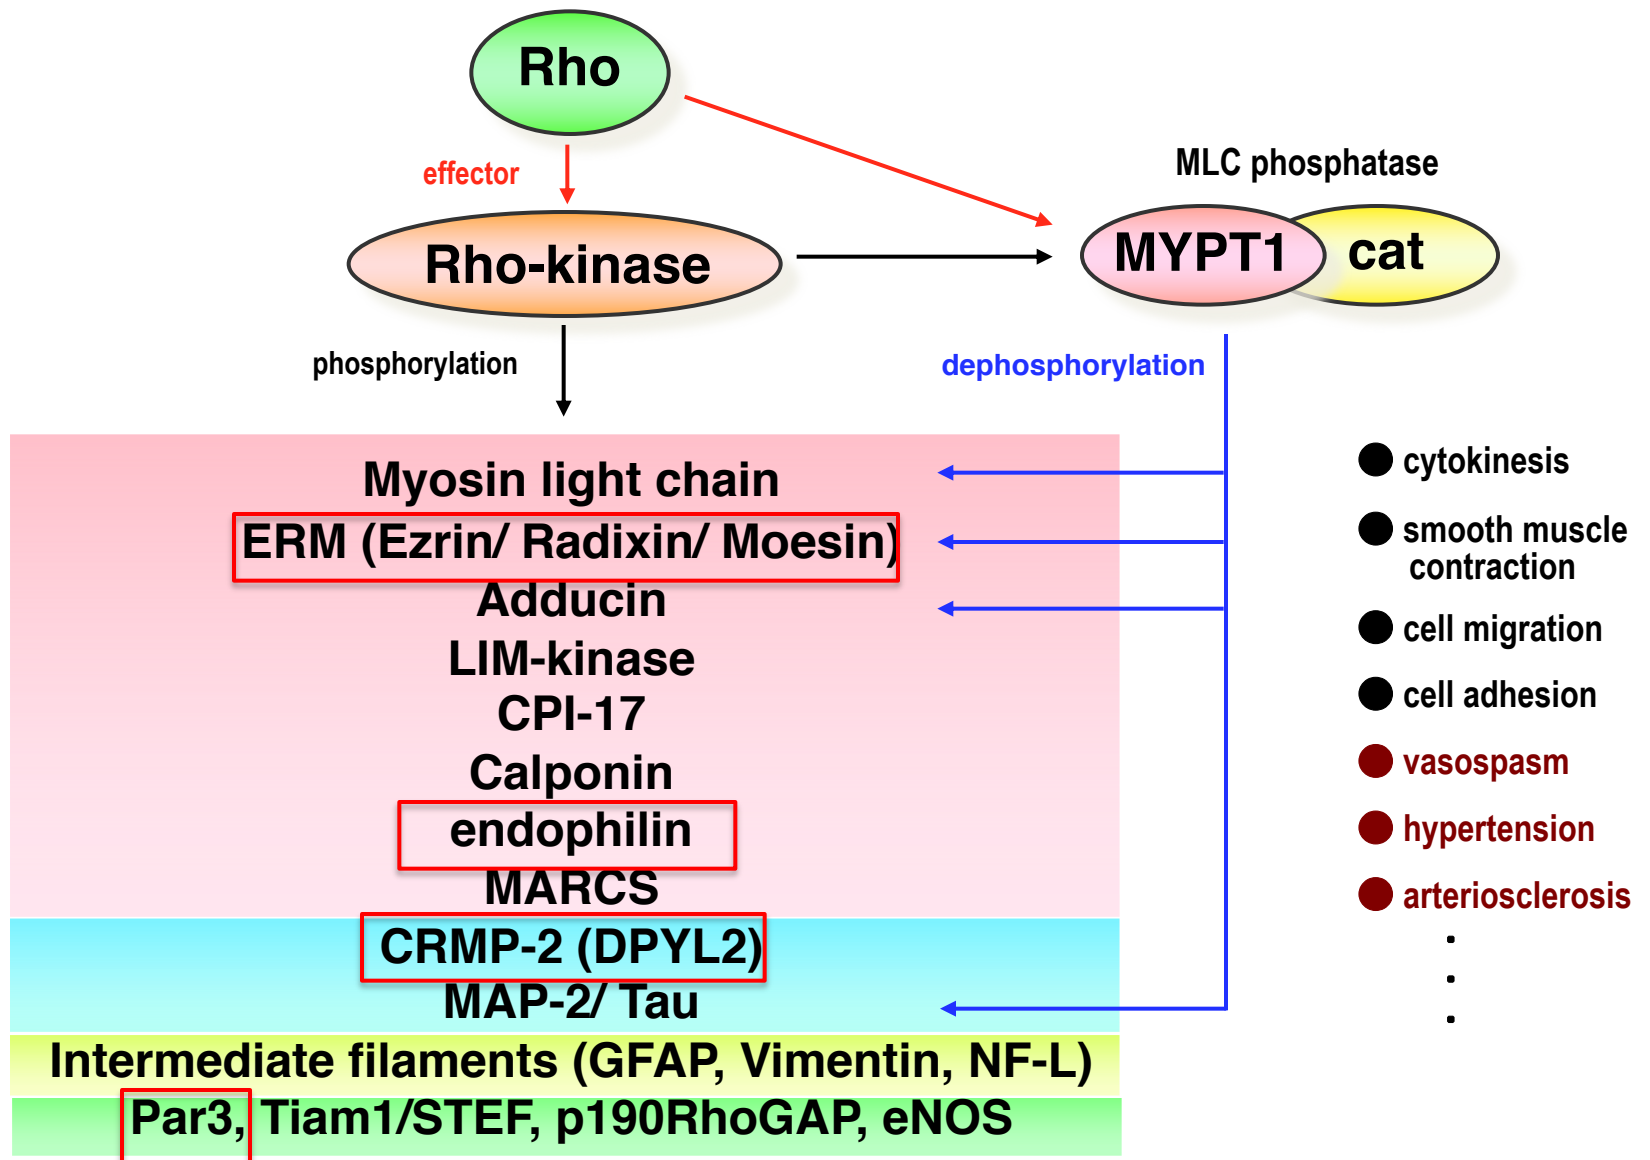 Rho
effector
MLC phosphatase
Rho-kinase
MYPT1
cat
phosphorylation
dephosphorylation
Myosin light chain
ERM (Ezrin/ Radixin/ Moesin)
Adducin
LIM-kinase
CPI-17
Calponin
endophilin
MARCS
CRMP-2 (DPYL2)
MAP-2/ Tau
Intermediate filaments (GFAP, Vimentin, NF-L)
Par3, Tiam1/STEF, p190RhoGAP, eNOS
cytokinesis
smooth muscle
contraction
cell migration
cell adhesion
vasospasm
hypertension
arteriosclerosis